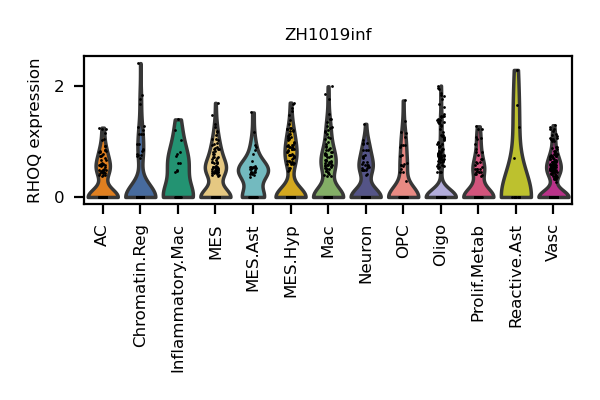 ZH1019inf
RHOQ expression
2
0
AC
Chromatin.Reg
Inflammatory.Mac
MES
MES.Ast
MES.Hyp
Mac
Neuron
OPC
Oligo
Prolif.Metab
Reactive.Ast
Vasc